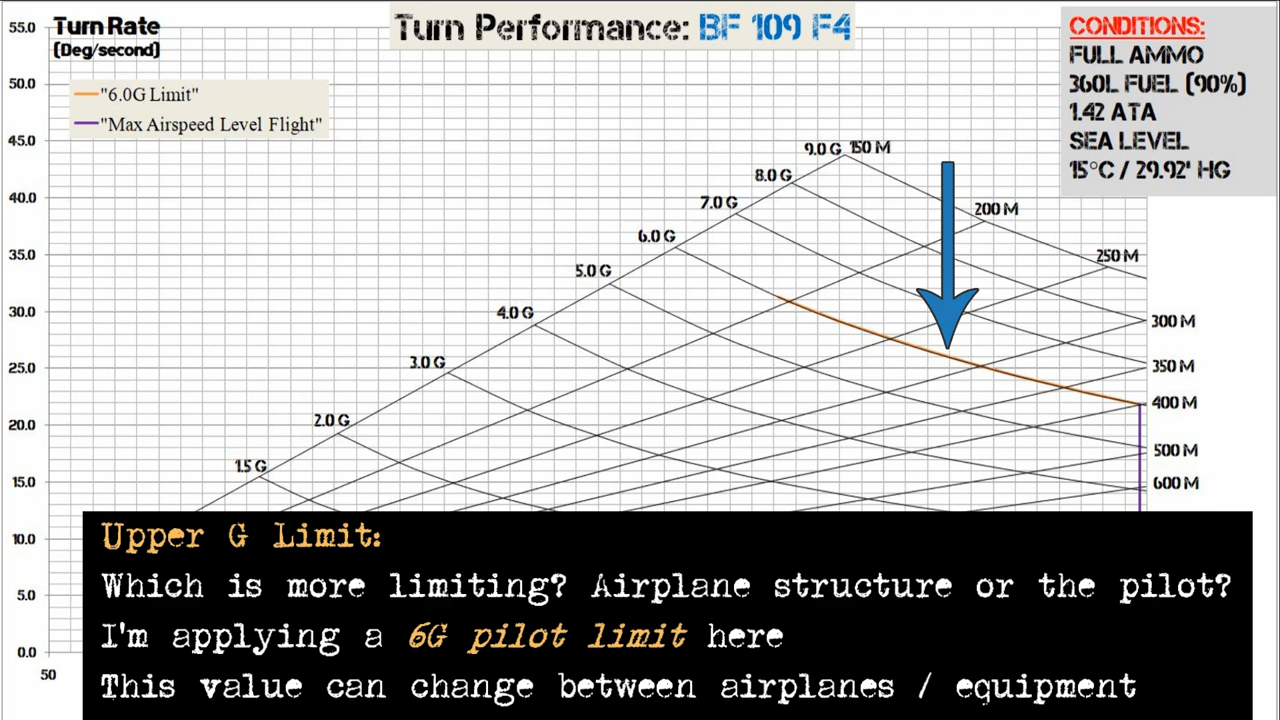 Turn Performance: BF 109 F4
Turn Rate
(Deg/second)
"6.0G Limit"
"Max Airspeed Level Flight"
CONDITIONS:
FULL AMMO
360L FUEL (90%)
1.42 ATA
SEA LEVEL
15°C / 29.92' HG
55.0
50.0
45.0
40.0
35.0
30.0
25.0
20.0
15.0
10.0
5.0
0.0
50
9.0 G
8.0 G
7.0 G
6.0 G
5.0 G
4.0 G
3.0 G
2.0 G
1.5 G
150 M
200 M
250 M
300 M
350 M
400 M
500 M
600 M
Upper G Limit:
Which is more limiting? Airplane structure or the pilot?
I'm applying a 6G pilot limit here
This value can change between airplanes / equipment